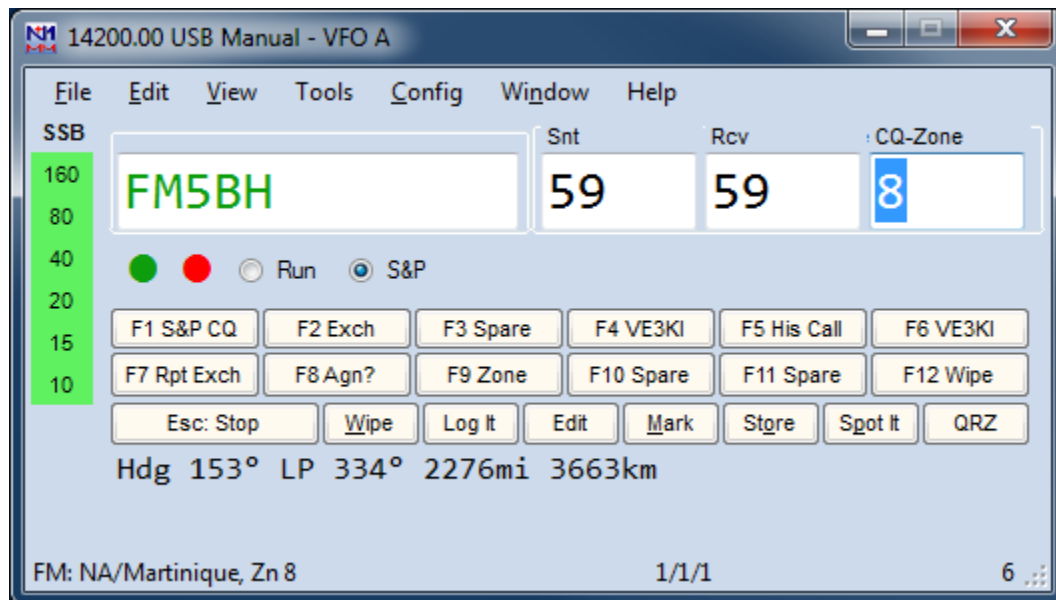 N1 MM 14200.00 USB Manual - VFO A
File Edit View Tools Config Window Help
SSB Snt Rcv CQ-Zone
160
FM5BH 59 59 8
80
40
Run S&P
20
F1 S&P CQ F2 Exch F3 Spare F4 VE3KI F5 His Call F6 VE3KI
15
F7 Rpt Exch F8 Agn? F9 Zone F10 Spare F11 Spare F12 Wipe
10
Esc: Stop Wipe Log It Edit Mark Store Spot It QRZ
Hdg 153° LP 334° 2276mi 3663km
FM: NA/Martinique, Zn 8 1/1/1 6